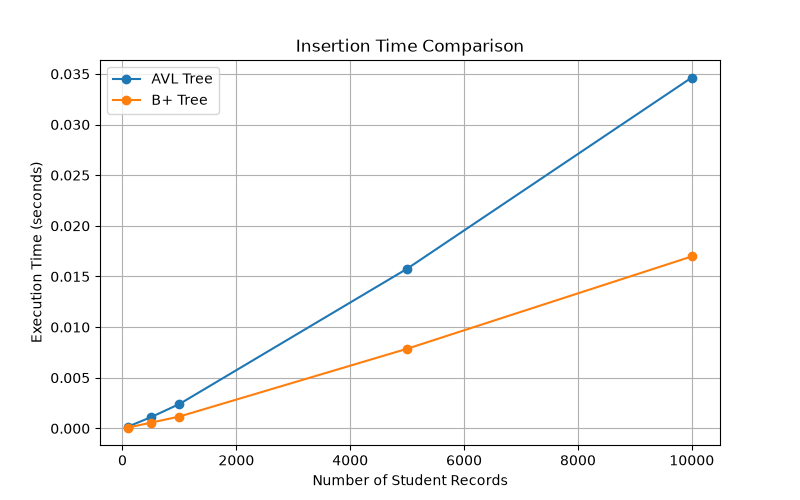 Insertion Time Comparison
AVL Tree
B+ Tree
Execution Time (seconds)
0.035
0.030
0.025
0.020
0.015
0.010
0.005
0.000
0 2000 4000 6000 8000 10000
Number of Student Records